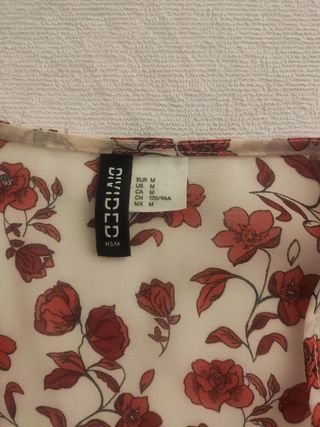 DIVIDED
H&M
EUR M
US M
CA M
CN 170/96A
MX M